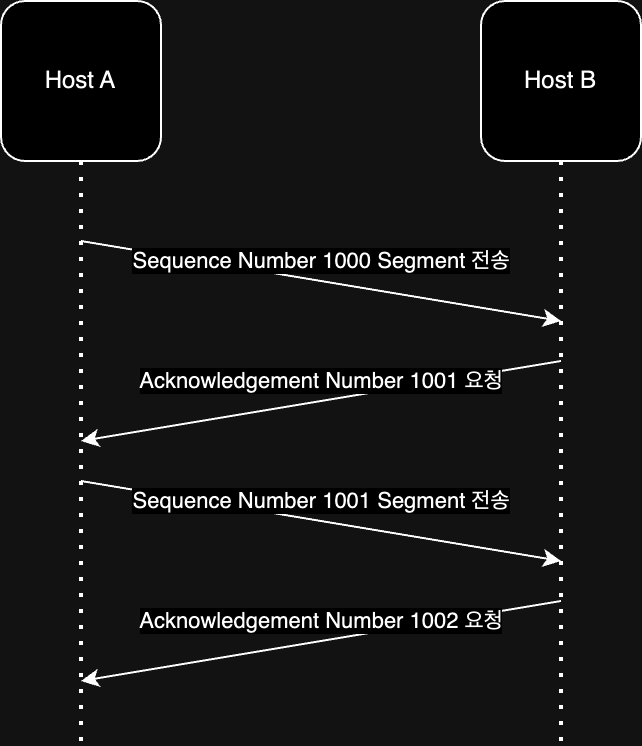 Host A
Host B
Sequence Number 1000 Segment 전송
Acknowledgement Number 1001 요청
Sequence Number 1001 Segment 전송
Acknowledgement Number 1002 요청